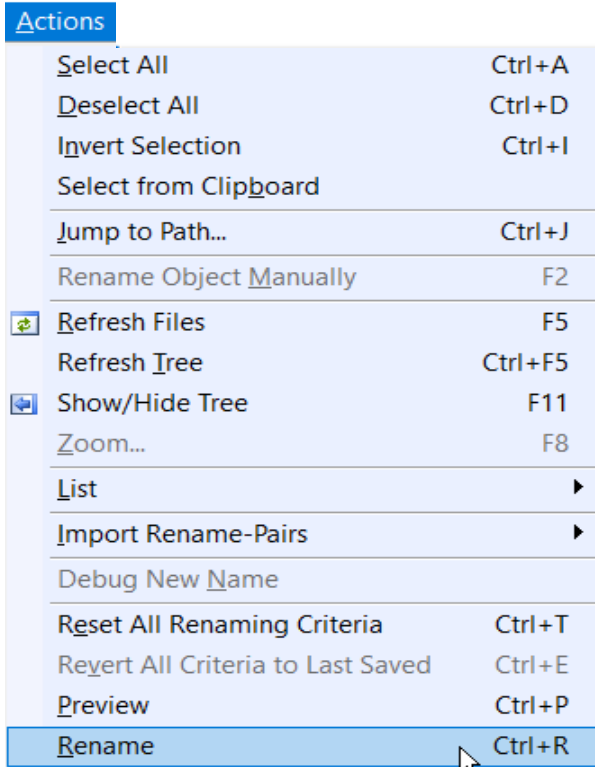 Actions
Select All Ctrl+A
Deselect All Ctrl+D
Invert Selection Ctrl+I
Select from Clipboard
Jump to Path... Ctrl+J
Rename Object Manually F2
Refresh Files F5
Refresh Tree Ctrl+F5
Show/Hide Tree F11
Zoom... F8
List
Import Rename-Pairs
Debug New Name
Reset All Renaming Criteria Ctrl+T
Revert All Criteria to Last Saved Ctrl+E
Preview Ctrl+P
Rename Ctrl+R